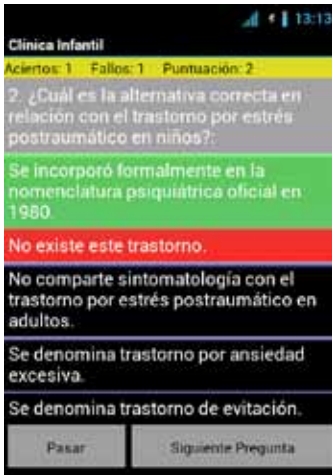 13:13
Clínica Infantil
Aciertos: 1 Fallos: 1 Puntuación: 2
2. ¿Cuál es la alternativa correcta en
relación con el trastorno por estrés
postraumático en niños?:
Se incorporó formalmente en la
nomenclatura psiquiátrica oficial en
1980.
No existe este trastorno.
No comparte sintomatología con el
trastorno por estrés postraumático en
adultos.
Se denomina trastorno por ansiedad
excesiva.
Se denomina trastorno de evitación.
Pasar Siguiente Pregunta